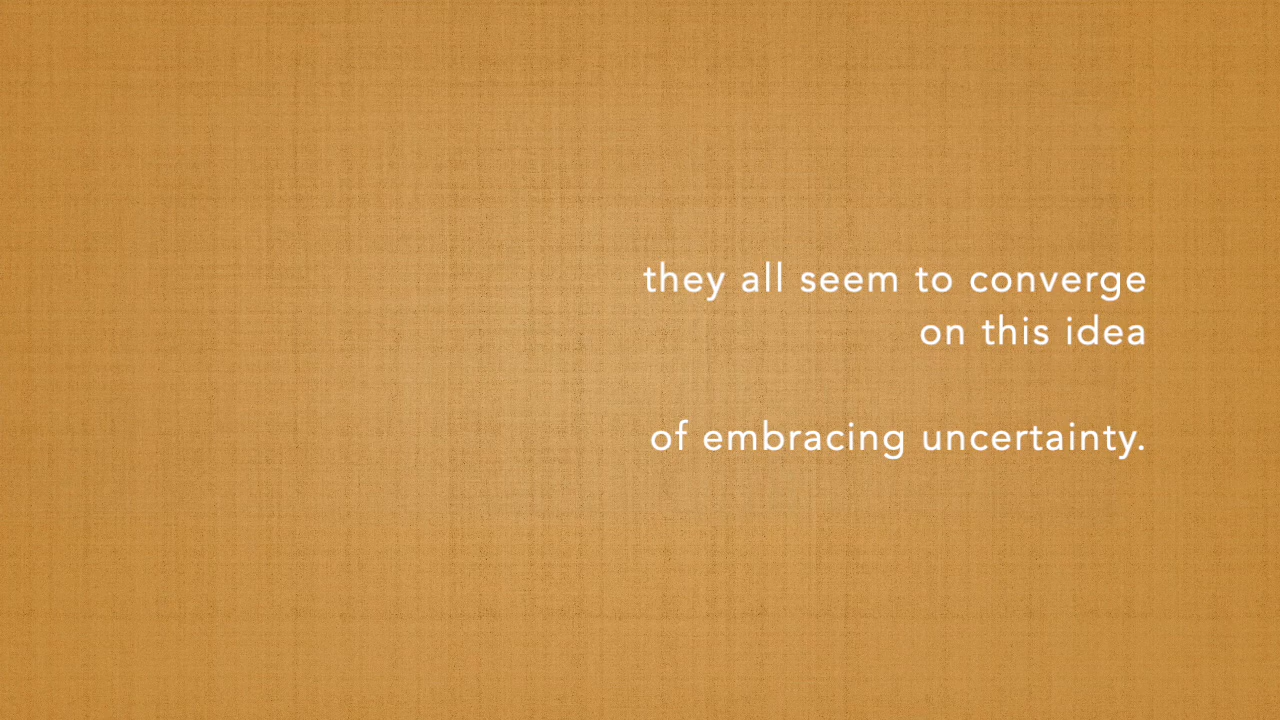 they all seem to converge
on this idea
of embracing uncertainty.